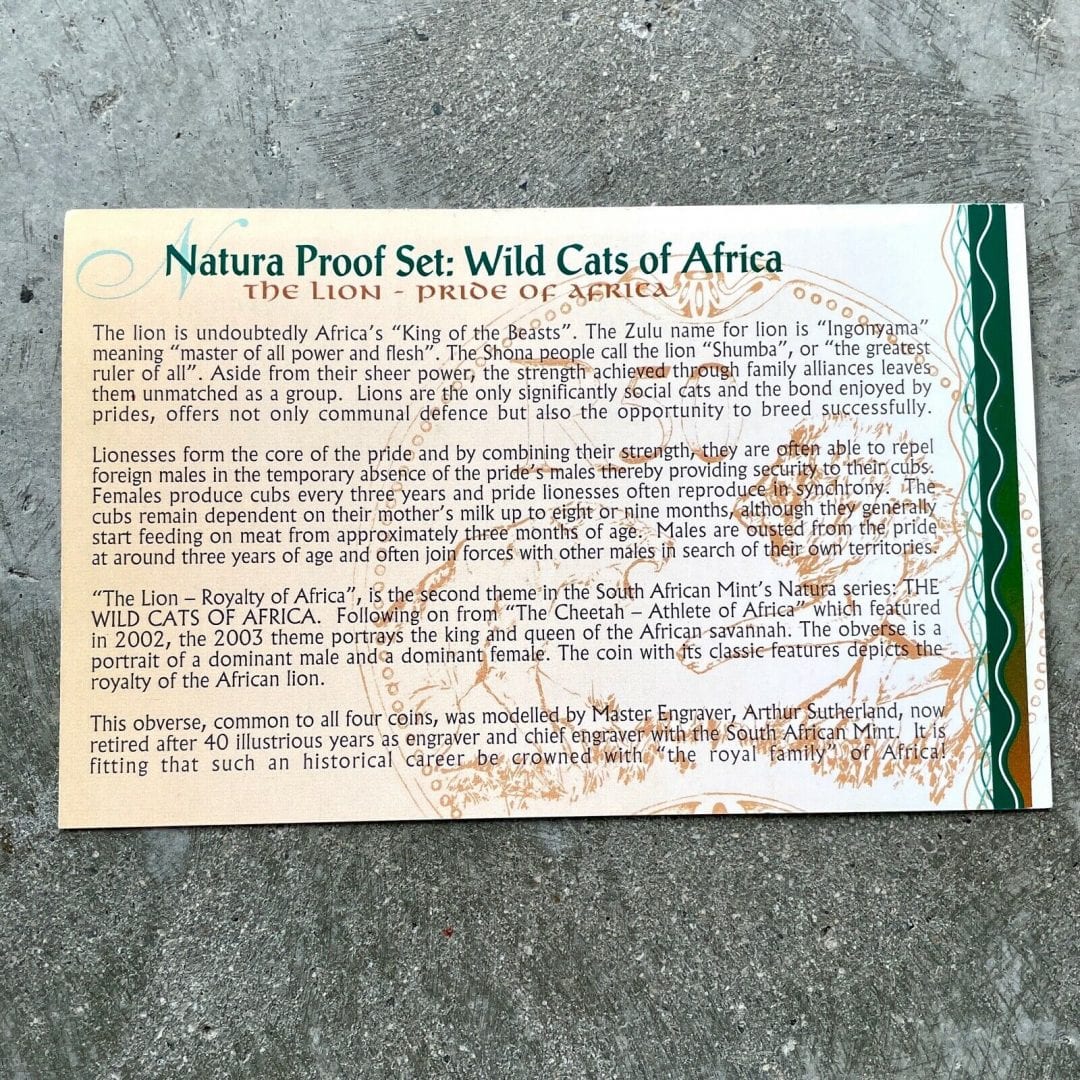 Natura Proof Set: Wild Cats of Africa
THE LION - PRIDE OF AFRICA
The lion is undoubtedly Africa's "King of the Beasts". The Zulu name for lion is "Ingonyama"
meaning "master of all power and flesh". The Shona people call the lion "Shumba", or "the greatest
ruler of all". Aside from their sheer power, the strength achieved through family alliances leaves
them unmatched as a group. Lions are the only significantly social cats and the bond enjoyed by
prides, offers not only communal defence but also the opportunity to breed successfully.
Lionesses form the core of the pride and by combining their strength, they are often able to repel
foreign males in the temporary absence of the pride's males thereby providing security to their cubs.
Females produce cubs every three years and pride lionesses often reproduce in synchrony. The
cubs remain dependent on their mother's milk up to eight or nine months, although they generally
start feeding on meat from approximately three months of age. Males are ousted from the pride
at around three years of age and often join forces with other males in search of their own territories.
"The Lion – Royalty of Africa", is the second theme in the South African Mint's Natura series: THE
WILD CATS OF AFRICA. Following on from "The Cheetah – Athlete of Africa" which featured
in 2002, the 2003 theme portrays the king and queen of the African savannah. The obverse is a
portrait of a dominant male and a dominant female. The coin with its classic features depicts the
royalty of the African lion.
This obverse, common to all four coins, was modelled by Master Engraver, Arthur Sutherland, now
retired after 40 illustrious years as engraver and chief engraver with the South African Mint. It is
fitting that such an historical career be crowned with "the royal family" of Africa!
R50